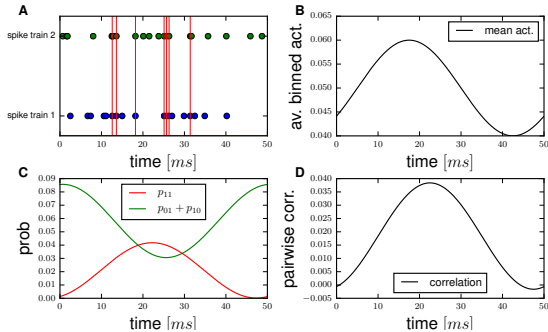 A
spike train 2
spike train 1
0 10 20 30 40 50
time [ms]
B
av. binned act.
0.065
0.060
0.055
0.050
0.045
0.040
mean act.
0 10 20 30 40 50
time [ms]
C
prob
0.09
0.08
0.07
0.06
0.05
0.04
0.03
0.02
0.01
0.00
p₁₁
p₀₁ + p₁₀
0 10 20 30 40 50
time [ms]
D
pairwise corr.
0.040
0.035
0.030
0.025
0.020
0.015
0.010
0.005
0.000
−0.005
correlation
0 10 20 30 40 50
time [ms]